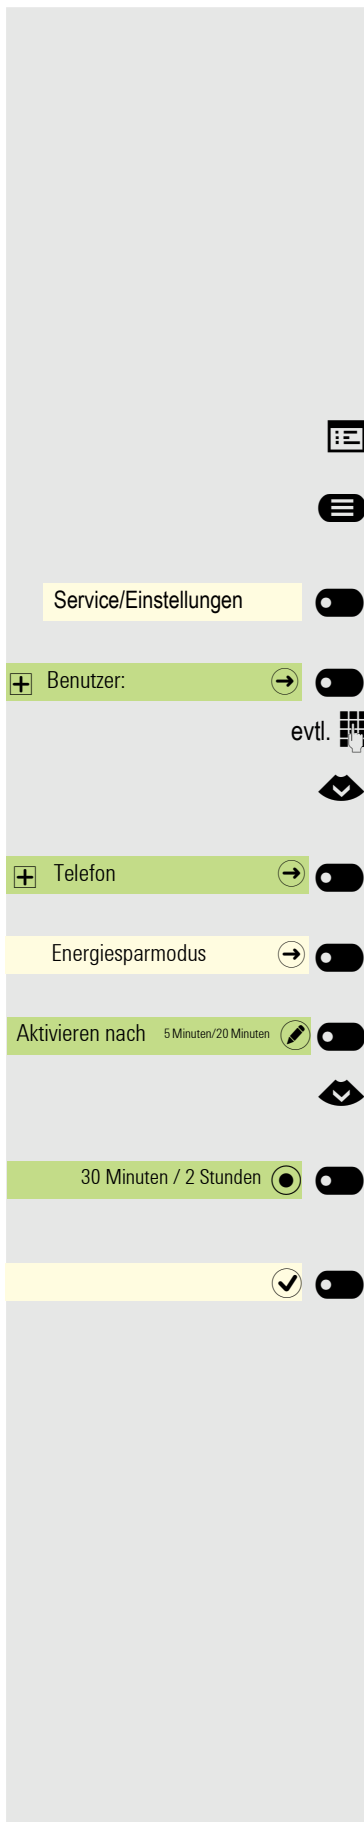 Service/Einstellungen
Benutzer:
evtl.
Telefon
Energiesparmodus
Aktivieren nach 5 Minuten/20 Minuten
30 Minuten / 2 Stunden